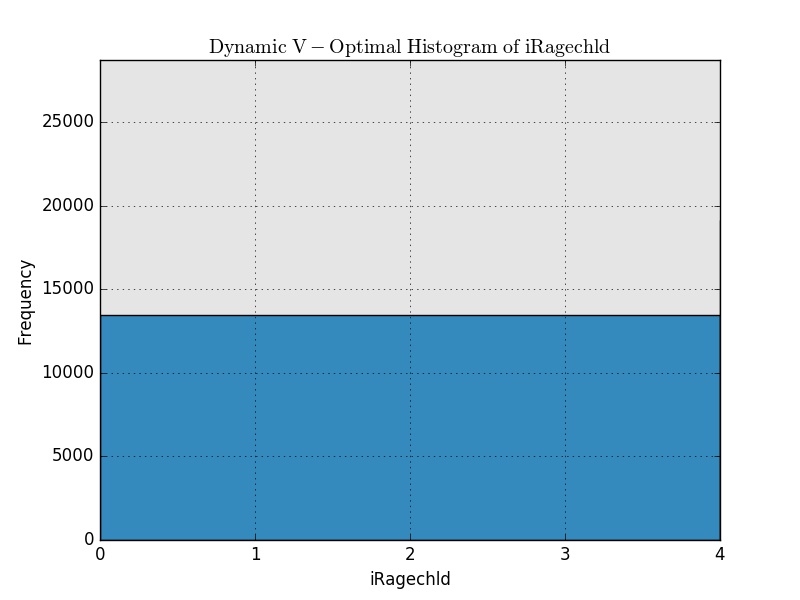 Dynamic V − Optimal Histogram of iRagechld
25000
20000
15000
10000
5000
0
Frequency
0 1 2 3 4
iRagechld